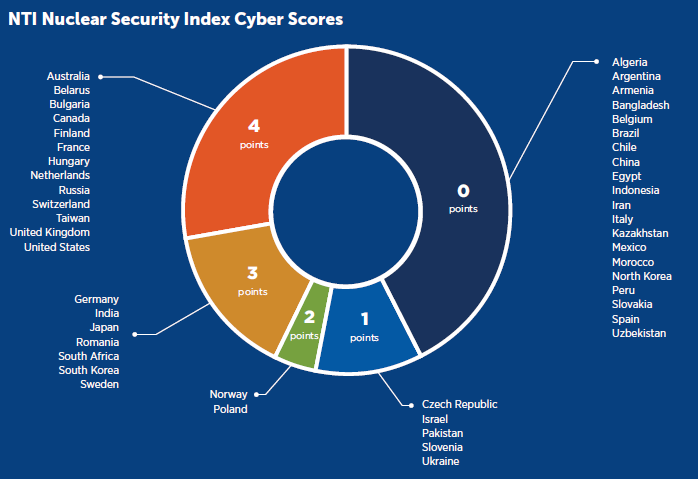 NTI Nuclear Security Index Cyber Scores
Australia
Belarus
Bulgaria
Canada
Finland
France
Hungary
Netherlands
Russia
Switzerland
Taiwan
United Kingdom
United States
4
points
0
points
Algeria
Argentina
Armenia
Bangladesh
Belgium
Brazil
Chile
China
Egypt
Indonesia
Iran
Italy
Kazakhstan
Mexico
Morocco
North Korea
Peru
Slovakia
Spain
Uzbekistan
3
points
Germany
India
Japan
Romania
South Africa
South Korea
Sweden
2
points
Norway
Poland
1
points
Czech Republic
Israel
Pakistan
Slovenia
Ukraine